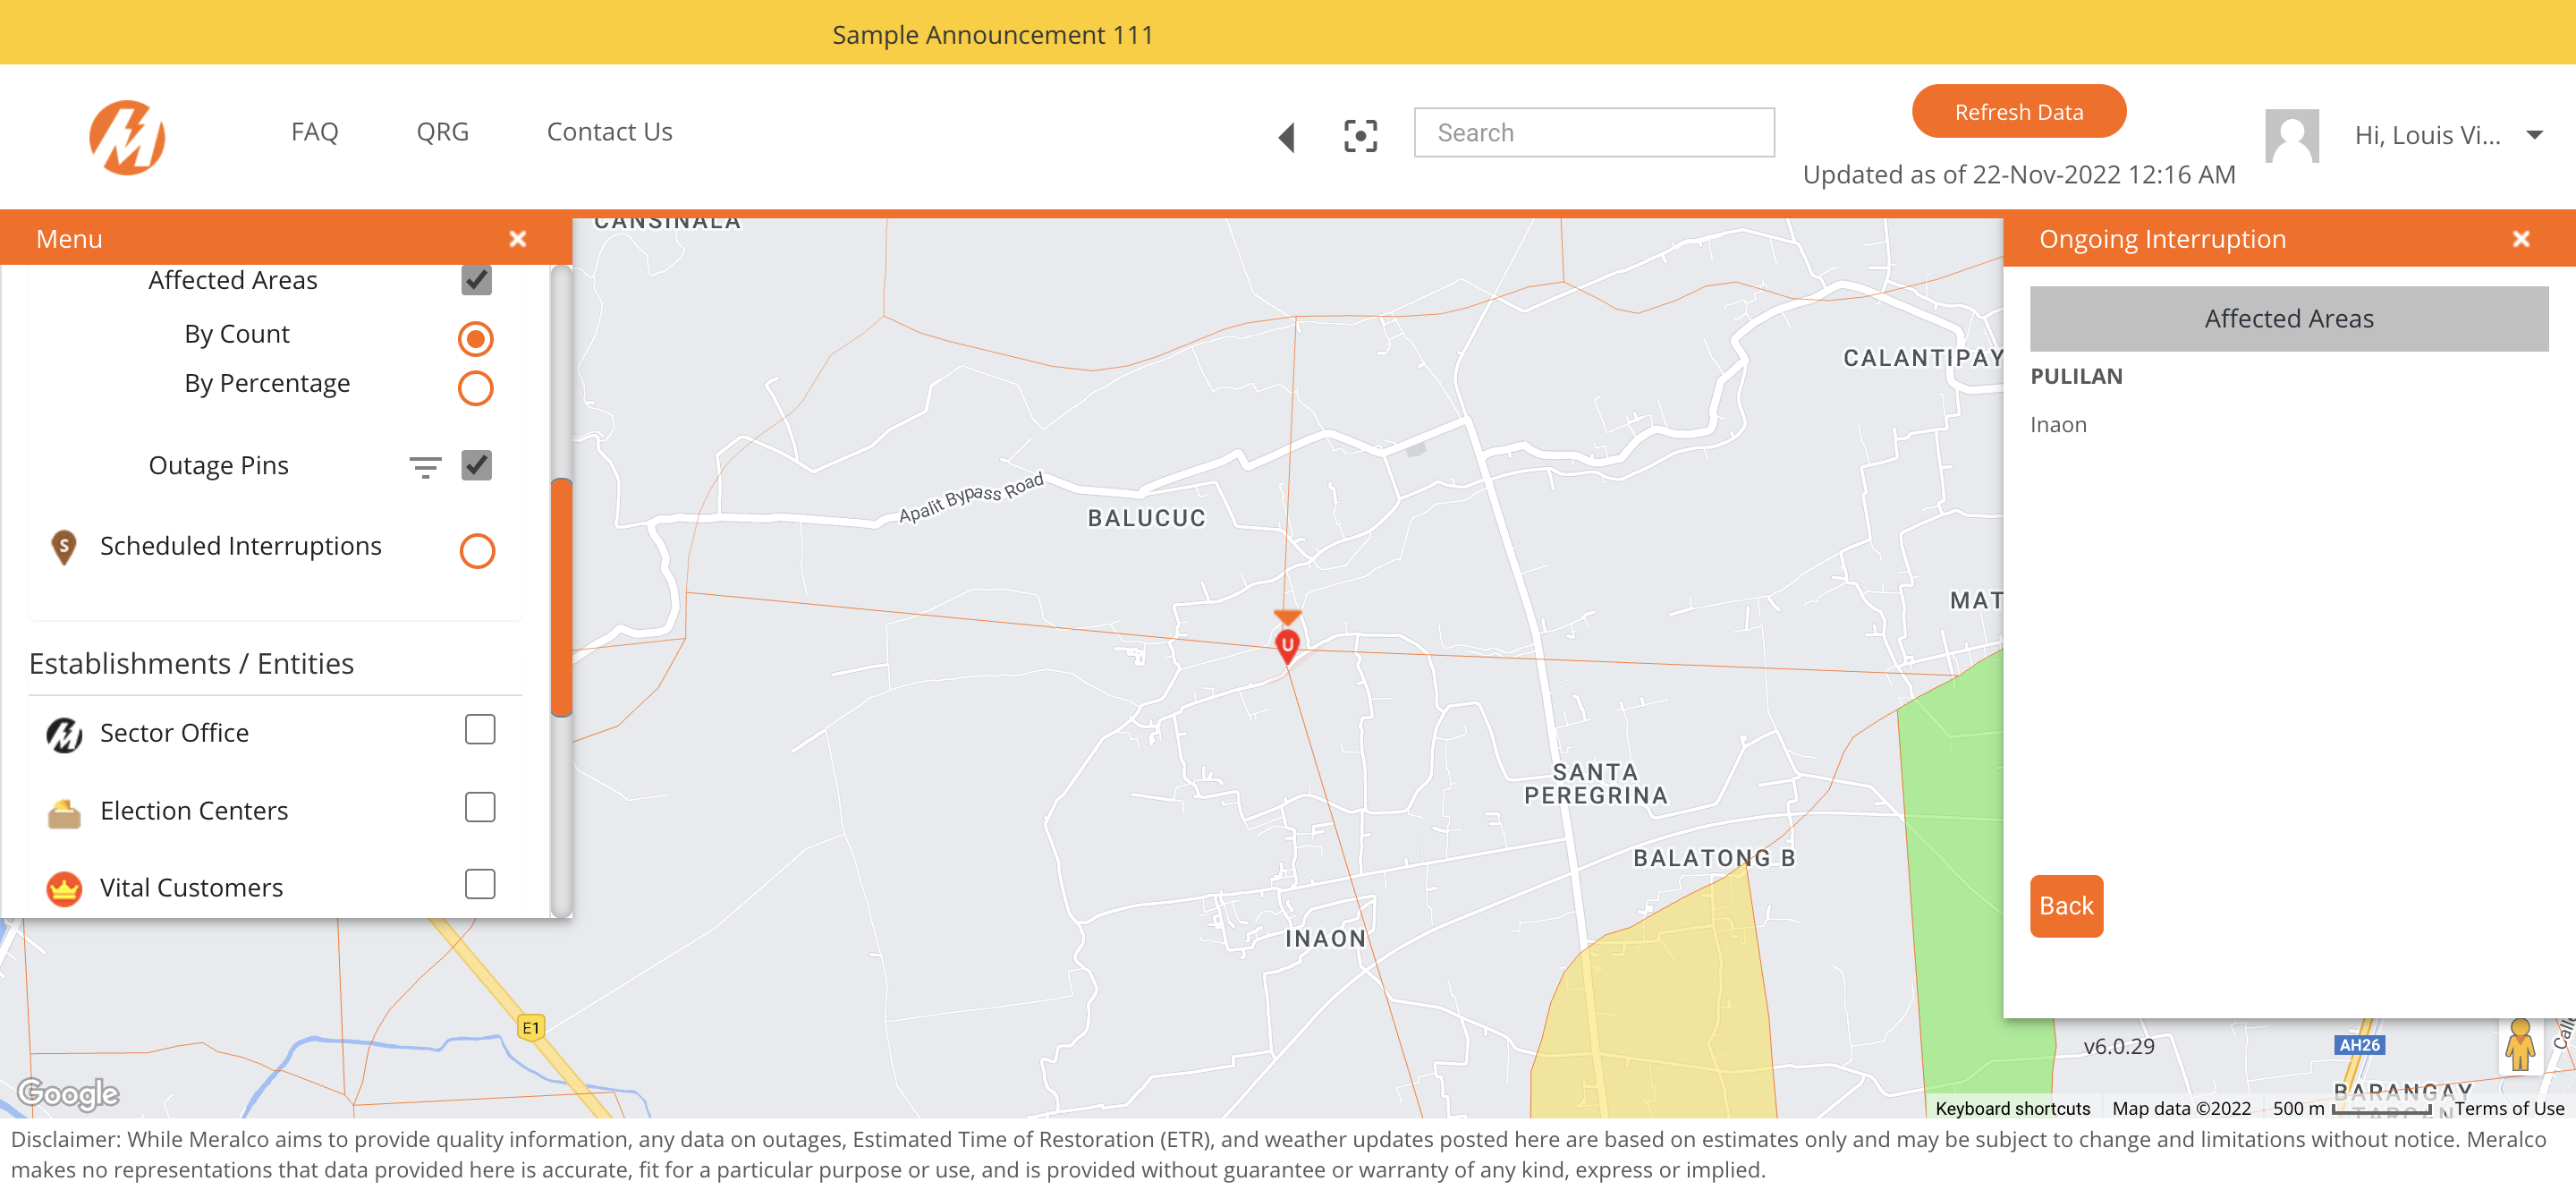 Sample Announcement 111
FAQ
QRG
Contact Us
Search
Refresh Data
Updated as of 22-Nov-2022 12:16 AM
Hi, Louis Vi...
Menu
Affected Areas
By Count
By Percentage
Outage Pins
S
Scheduled Interruptions
Establishments / Entities
Sector Office
Election Centers
Vital Customers
CANSINALA
CALANTIPAY
Apalit Bypass Road
BALUCUC
MAT
U
SANTA
PEREGRINA
BALATONG B
INAON
E1
Ongoing Interruption
Affected Areas
PULILAN
Inaon
Back
v6.0.29
AH26
BARANGAY
Google
Keyboard shortcuts
Map data ©2022
500 m
Terms of Use
Disclaimer: While Meralco aims to provide quality information, any data on outages, Estimated Time of Restoration (ETR), and weather updates posted here are based on estimates only and may be subject to change and limitations without notice. Meralco
makes no representations that data provided here is accurate, fit for a particular purpose or use, and is provided without guarantee or warranty of any kind, express or implied.